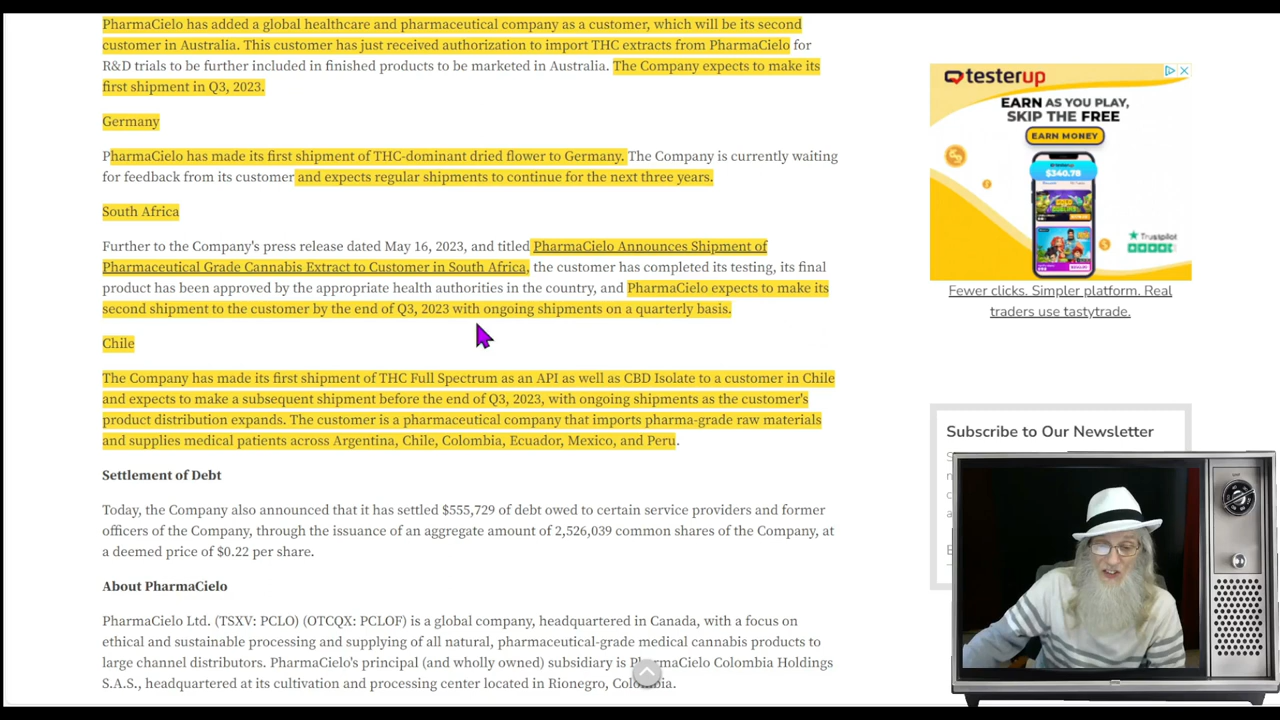 PharmaCielo has added a global healthcare and pharmaceutical company as a customer, which will be its second
customer in Australia. This customer has just received authorization to import THC extracts from PharmaCielo for
R&D trials to be further included in finished products to be marketed in Australia. The Company expects to make its
first shipment in Q3, 2023.
Germany
PharmaCielo has made its first shipment of THC-dominant dried flower to Germany. The Company is currently waiting
for feedback from its customer and expects regular shipments to continue for the next three years.
South Africa
Further to the Company's press release dated May 16, 2023, and titled PharmaCielo Announces Shipment of
Pharmaceutical Grade Cannabis Extract to Customer in South Africa, the customer has completed its testing, its final
product has been approved by the appropriate health authorities in the country, and PharmaCielo expects to make its
second shipment to the customer by the end of Q3, 2023 with ongoing shipments on a quarterly basis.
Chile
The Company has made its first shipment of THC Full Spectrum as an API as well as CBD Isolate to a customer in Chile
and expects to make a subsequent shipment before the end of Q3, 2023, with ongoing shipments as the customer's
product distribution expands. The customer is a pharmaceutical company that imports pharma-grade raw materials
and supplies medical patients across Argentina, Chile, Colombia, Ecuador, Mexico, and Peru.
Settlement of Debt
Today, the Company also announced that it has settled $555,729 of debt owed to certain service providers and former
officers of the Company, through the issuance of an aggregate amount of 2,526,039 common shares of the Company, at
a deemed price of $0.22 per share.
About PharmaCielo
PharmaCielo Ltd. (TSXV: PCLO) (OTCQX: PCLOF) is a global company, headquartered in Canada, with a focus on
ethical and sustainable processing and supplying of all natural, pharmaceutical-grade medical cannabis products to
large channel distributors. PharmaCielo's principal (and wholly owned) subsidiary is PharmaCielo Colombia Holdings
S.A.S., headquartered at its cultivation and processing center located in Rionegro, Colombia.
testerup
EARN AS YOU PLAY,
SKIP THE FREE
EARN MONEY
$340.78
Trustpilot
Fewer clicks. Simpler platform. Real
traders use tastytrade.
Subscribe to Our Newsletter